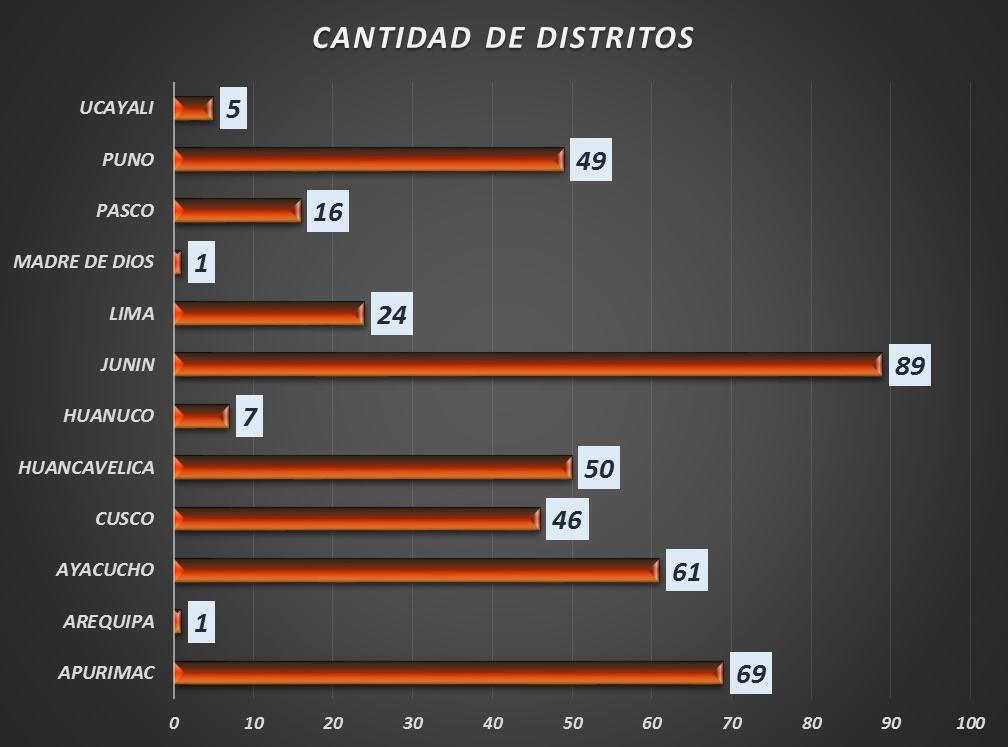 CANTIDAD DE DISTRITOS
UCAYALI 5
PUNO 49
PASCO 16
MADRE DE DIOS 1
LIMA 24
JUNIN 89
HUANUCO 7
HUANCAVELICA 50
CUSCO 46
AYACUCHO 61
AREQUIPA 1
APURIMAC 69
0 10 20 30 40 50 60 70 80 90 100